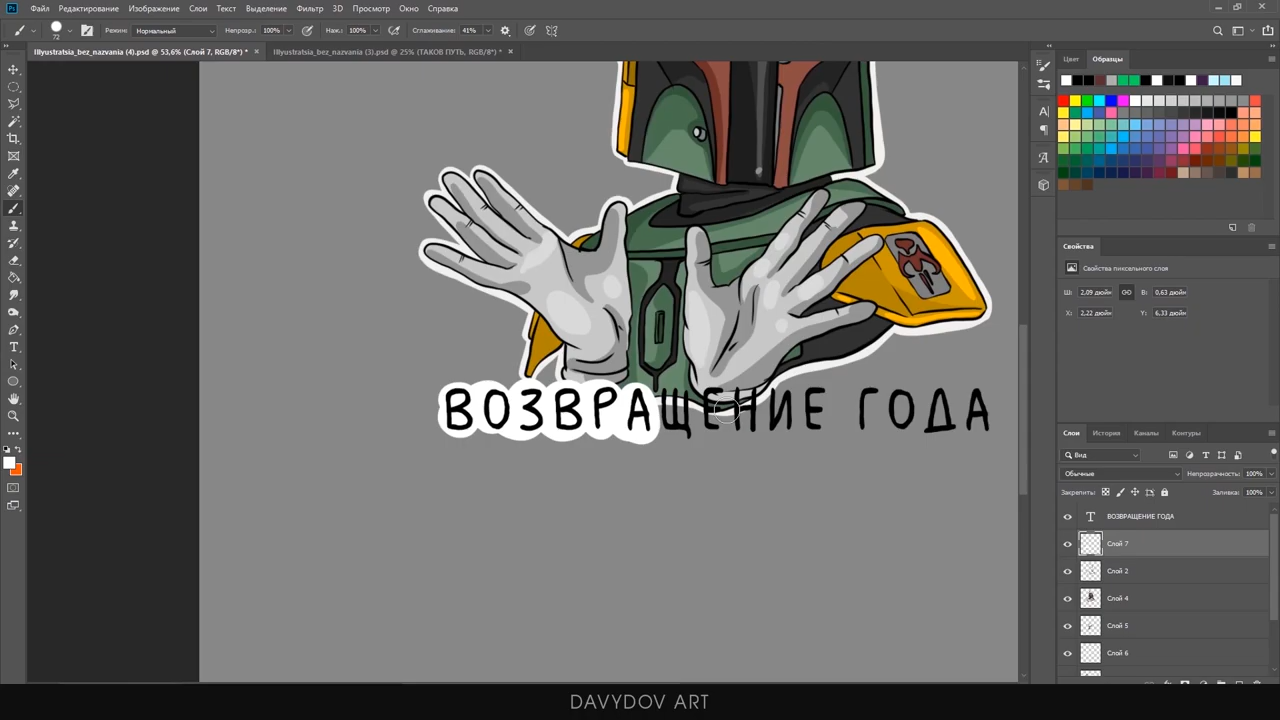 Ps Файл Редактирование Изображение Слои Текст Выделение Фильтр 3D Просмотр Окно Справка
72 Режим: Нормальный Непрозр.: 100% Наж.: 100% Сглаживание: 41%
Illyustratsia_bez_nazvania (4).psd @ 53,6% (Слой 7, RGB/8*) *
Illyustratsia_bez_nazvania (3).psd @ 25% (ТАКОВ ПУТЬ, RGB/8*) *
Цвет Образцы
Свойства
Свойства пиксельного слоя
Ш: 2,09 дюйм В: 0,63 дюйм
X: 2,22 дюйм Y: 6,33 дюйм
ВОЗВРАЩЕНИЕ ГОДА
Слои История Каналы Контуры
Вид
Обычные Непрозрачность: 100%
Закрепить: Заливка: 100%
T ВОЗВРАЩЕНИЕ ГОДА
Слой 7
Слой 2
Слой 4
Слой 5
Слой 6
DAVYDOV ART